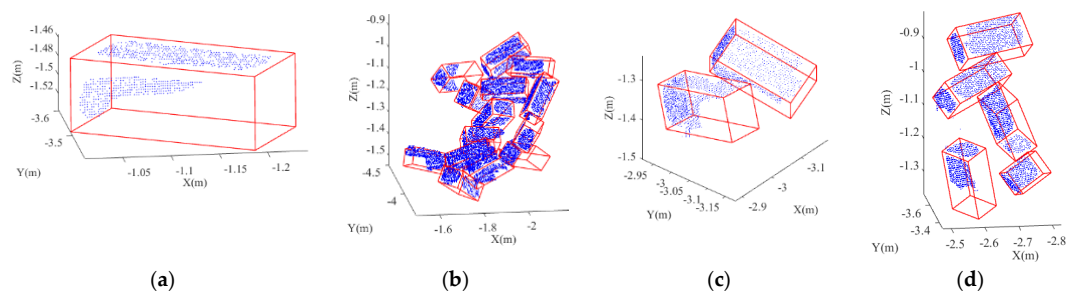 -1.46
-1.48
-1.5
-1.52
-3.6
-3.5
Z(m)
Y(m)
-1.05
-1.1
-1.15
-1.2
X(m)
(a)
-0.9
-1
-1.1
-1.2
-1.3
-1.4
-1.5
-4.5
-4
Z(m)
Y(m)
-1.6
-1.8
-2
X(m)
(b)
-1.3
-1.4
-1.5
Z(m)
-2.95
-3
-3.05
-3.1
-3.15
Y(m)
-2.9
-3
-3.1
X(m)
(c)
-0.9
-1
-1.1
-1.2
-1.3
-3.6
-3.4
Z(m)
Y(m)
-2.5
-2.6
-2.7
-2.8
X(m)
(d)